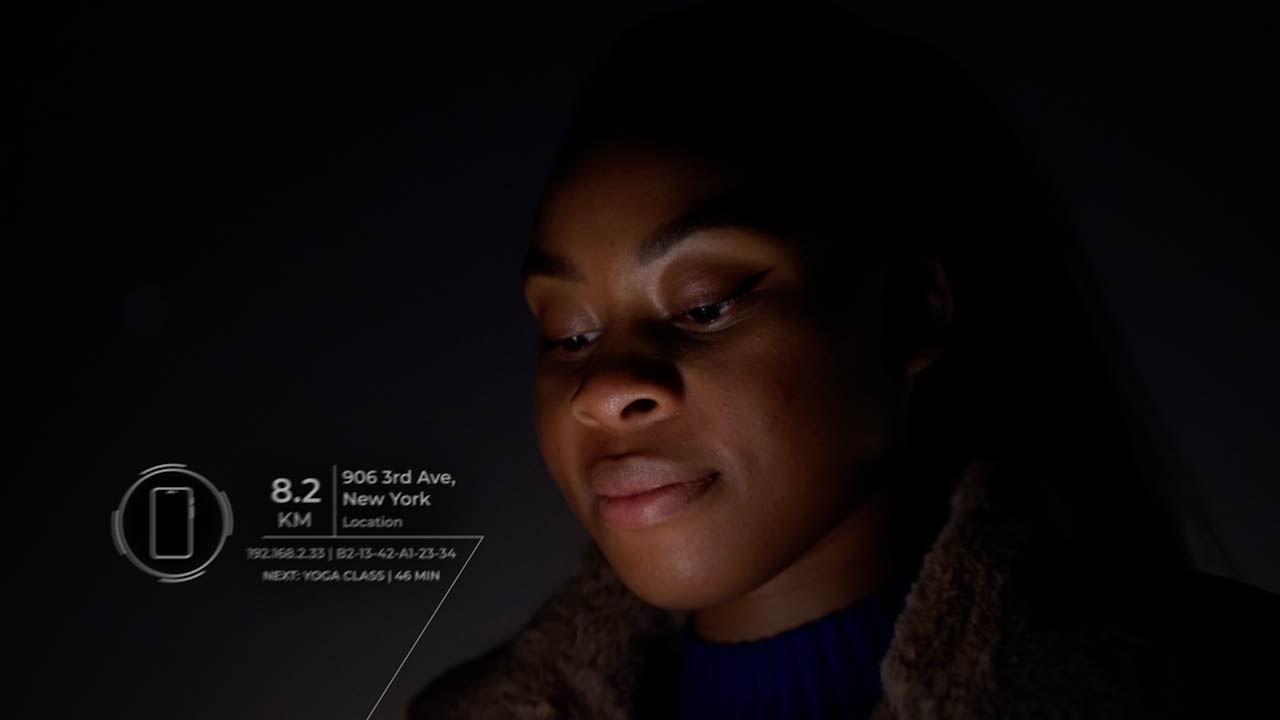 8.2
KM
906 3rd Ave,
New York
Location
192.168.2.33 | B2-13-42-A1-23-34
NEXT: YOGA CLASS | 46 MIN